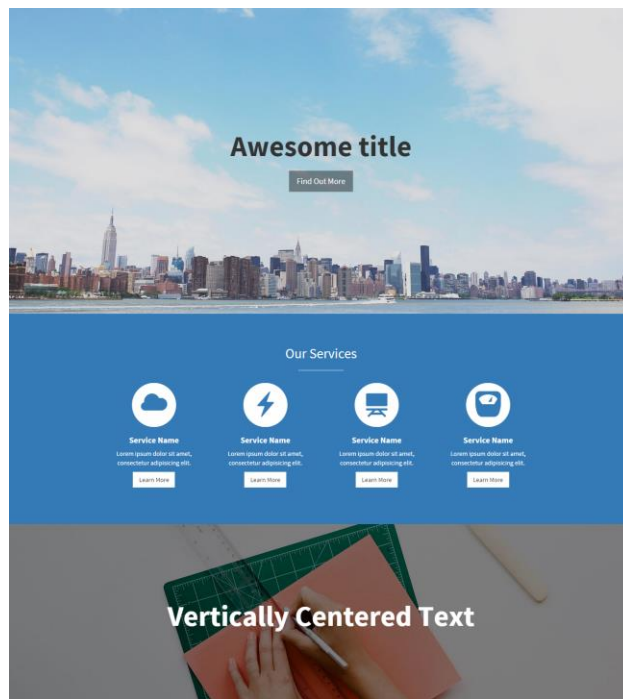 Awesome title
Find Out More
Our Services
Service Name
Lorem ipsum dolor sit amet,
consectetur adipisicing elit.
Learn More
Service Name
Lorem ipsum dolor sit amet,
consectetur adipisicing elit.
Learn More
Service Name
Lorem ipsum dolor sit amet,
consectetur adipisicing elit.
Learn More
Service Name
Lorem ipsum dolor sit amet,
consectetur adipisicing elit.
Learn More
Vertically Centered Text